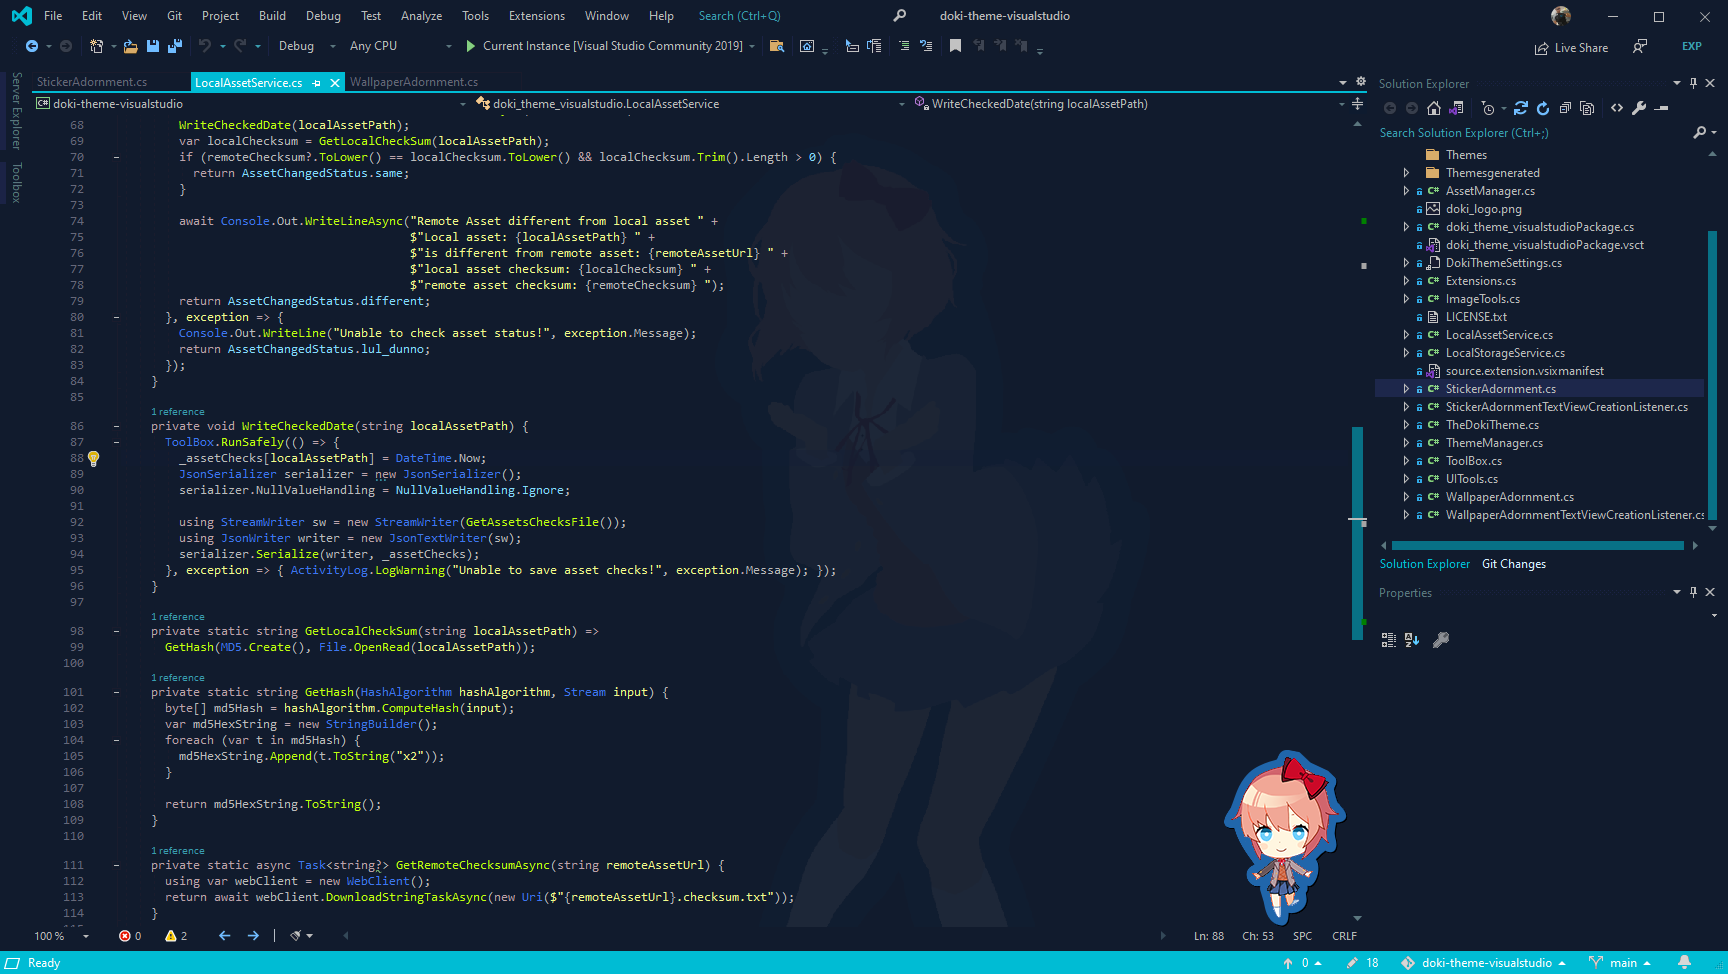 File Edit View Git Project Build Debug Test Analyze Tools Extensions Window Help Search (Ctrl+Q) doki-theme-visualstudio
Debug Any CPU Current Instance [Visual Studio Community 2019] Live Share EXP
Server Explorer
Toolbox
StickerAdornment.cs LocalAssetService.cs WallpaperAdornment.cs
doki-theme-visualstudio doki_theme_visualstudio.LocalAssetService WriteCheckedDate(string localAssetPath)
68 WriteCheckedDate(localAssetPath);
69 var localChecksum = GetLocalCheckSum(localAssetPath);
70 if (remoteChecksum?.ToLower() == localChecksum.ToLower() && localChecksum.Trim().Length > 0) {
71 return AssetChangedStatus.same;
72 }
73
74 await Console.Out.WriteLineAsync("Remote Asset different from local asset " +
75 $"Local asset: {localAssetPath} " +
76 $"is different from remote asset: {remoteAssetUrl} " +
77 $"local asset checksum: {localChecksum} " +
78 $"remote asset checksum: {remoteChecksum} ");
79 return AssetChangedStatus.different;
80 }, exception => {
81 Console.Out.WriteLine("Unable to check asset status!", exception.Message);
82 return AssetChangedStatus.lul_dunno;
83 });
84 }
85
1 reference
86 private void WriteCheckedDate(string localAssetPath) {
87 ToolBox.RunSafely(() => {
88 _assetChecks[localAssetPath] = DateTime.Now;
89 JsonSerializer serializer = new JsonSerializer();
90 serializer.NullValueHandling = NullValueHandling.Ignore;
91
92 using StreamWriter sw = new StreamWriter(GetAssetsChecksFile());
93 using JsonWriter writer = new JsonTextWriter(sw);
94 serializer.Serialize(writer, _assetChecks);
95 }, exception => { ActivityLog.LogWarning("Unable to save asset checks!", exception.Message); });
96 }
97
1 reference
98 private static string GetLocalCheckSum(string localAssetPath) =>
99 GetHash(MD5.Create(), File.OpenRead(localAssetPath));
100
1 reference
101 private static string GetHash(HashAlgorithm hashAlgorithm, Stream input) {
102 byte[] md5Hash = hashAlgorithm.ComputeHash(input);
103 var md5HexString = new StringBuilder();
104 foreach (var t in md5Hash) {
105 md5HexString.Append(t.ToString("x2"));
106 }
107
108 return md5HexString.ToString();
109 }
110
1 reference
111 private static async Task<string?> GetRemoteChecksumAsync(string remoteAssetUrl) {
112 using var webClient = new WebClient();
113 return await webClient.DownloadStringTaskAsync(new Uri($"{remoteAssetUrl}.checksum.txt"));
114 }
100 % 0 2 Ln: 88 Ch: 53 SPC CRLF
Solution Explorer
Search Solution Explorer (Ctrl+;)
Themes
Themesgenerated
AssetManager.cs
doki_logo.png
doki_theme_visualstudioPackage.cs
doki_theme_visualstudioPackage.vsct
DokiThemeSettings.cs
Extensions.cs
ImageTools.cs
LICENSE.txt
LocalAssetService.cs
LocalStorageService.cs
source.extension.vsixmanifest
StickerAdornment.cs
StickerAdornmentTextViewCreationListener.cs
TheDokiTheme.cs
ThemeManager.cs
ToolBox.cs
UITools.cs
WallpaperAdornment.cs
WallpaperAdornmentTextViewCreationListener.cs
Solution Explorer Git Changes
Properties
Ready 0 18 doki-theme-visualstudio main